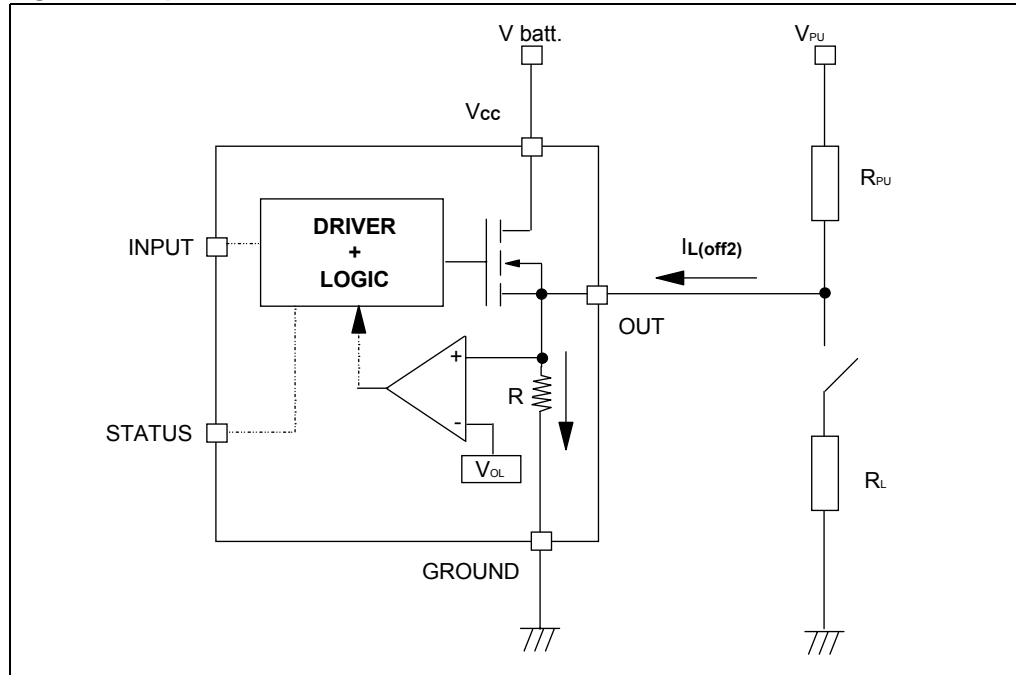 V batt.
VPU
Vcc
RPU
DRIVER
+
LOGIC
INPUT
IL(off2)
OUT
+
R
-
STATUS
VOL
RL
GROUND